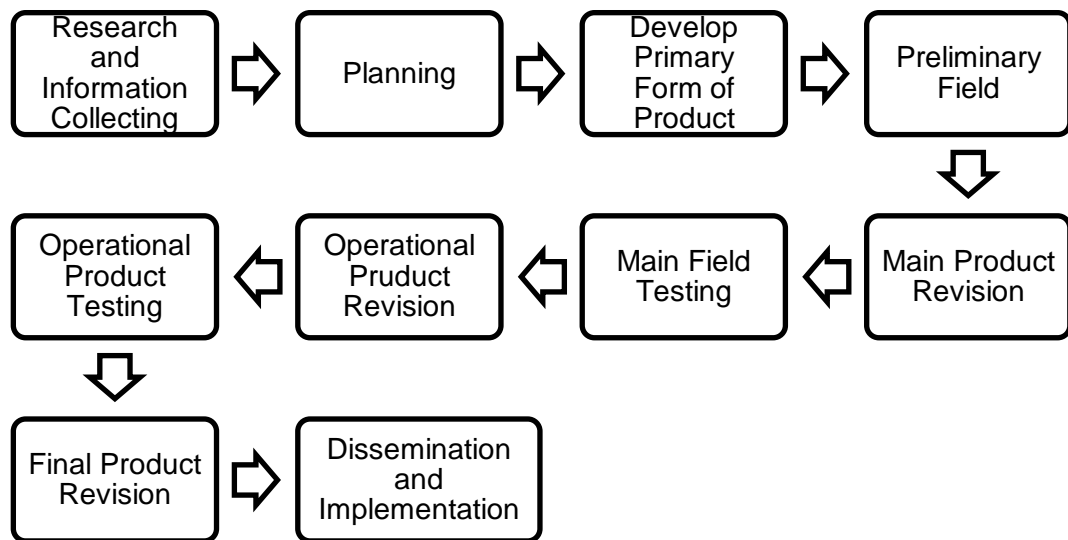 Research
and
Information
Collecting
Planning
Develop
Primary
Form of
Product
Preliminary
Field
Main Product
Revision
Main Field
Testing
Operational
Pruduct
Revision
Operational
Product
Testing
Final Product
Revision
Dissemination
and
Implementation